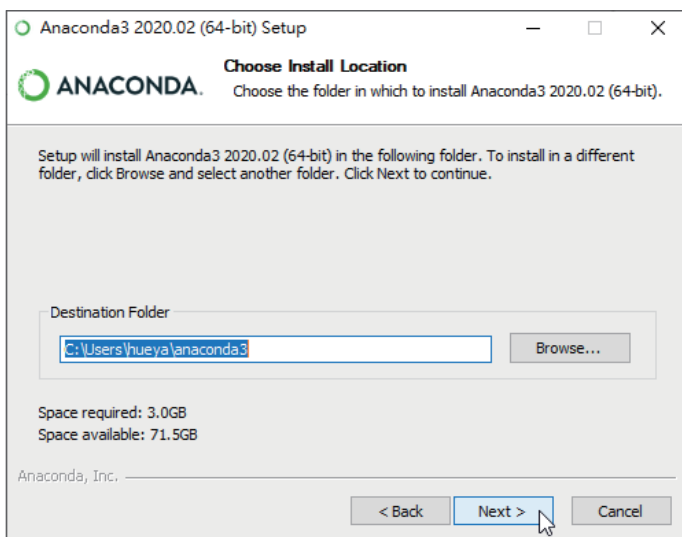 Anaconda3 2020.02 (64-bit) Setup
ANACONDA.
Choose Install Location
Choose the folder in which to install Anaconda3 2020.02 (64-bit).
Setup will install Anaconda3 2020.02 (64-bit) in the following folder. To install in a different
folder, click Browse and select another folder. Click Next to continue.
Destination Folder
C:\Users\hueya\anaconda3
Browse...
Space required: 3.0GB
Space available: 71.5GB
Anaconda, Inc.
< Back
Next >
Cancel